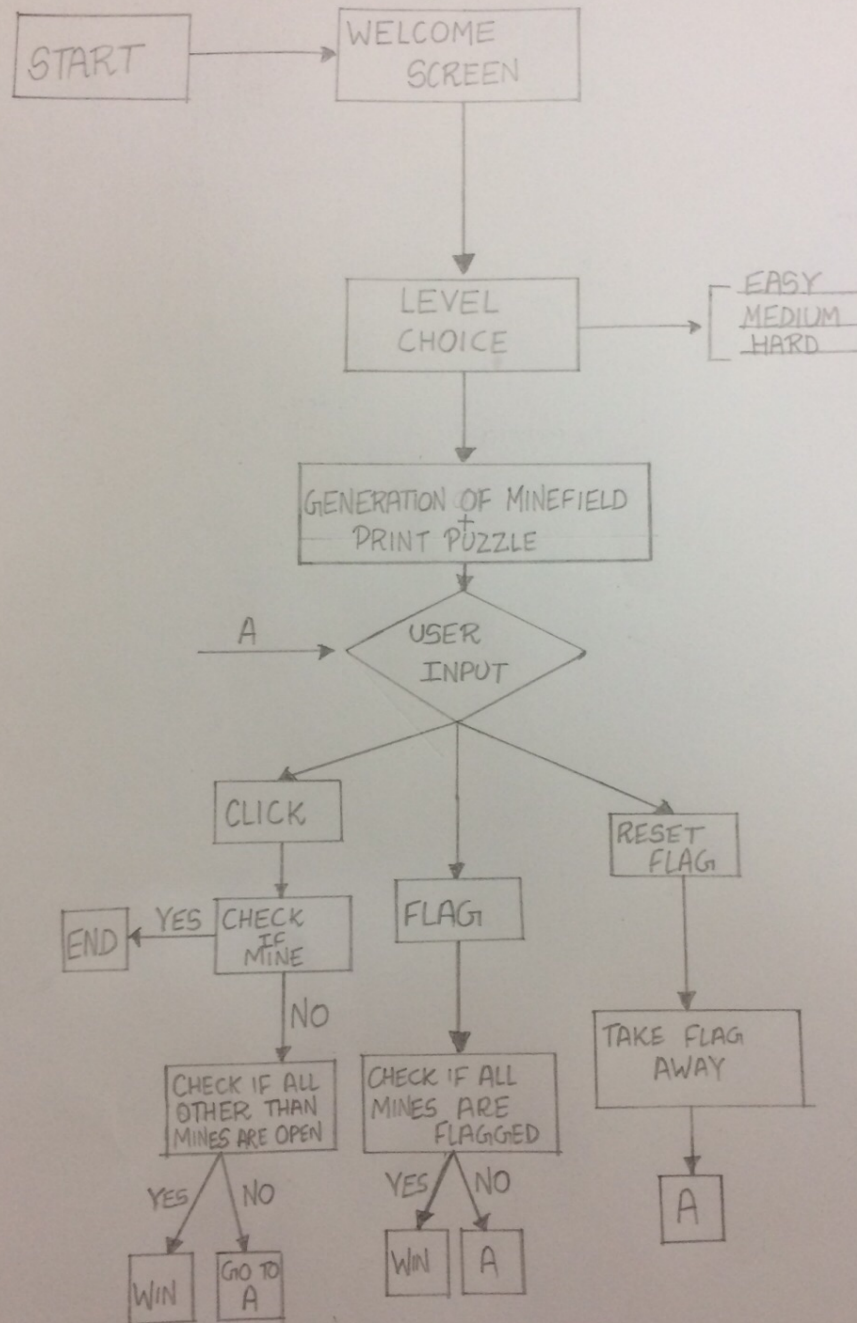 START
WELCOME
SCREEN
LEVEL
CHOICE
EASY
MEDIUM
HARD
GENERATION OF MINEFIELD
+
PRINT PUZZLE
A
USER
INPUT
CLICK
RESET
FLAG
FLAG
END
YES
CHECK
IF
MINE
NO
TAKE FLAG
AWAY
CHECK IF ALL
OTHER THAN
MINES ARE OPEN
CHECK IF ALL
MINES ARE
FLAGGED
YES
NO
YES
NO
A
WIN
GO TO
A
WIN
A